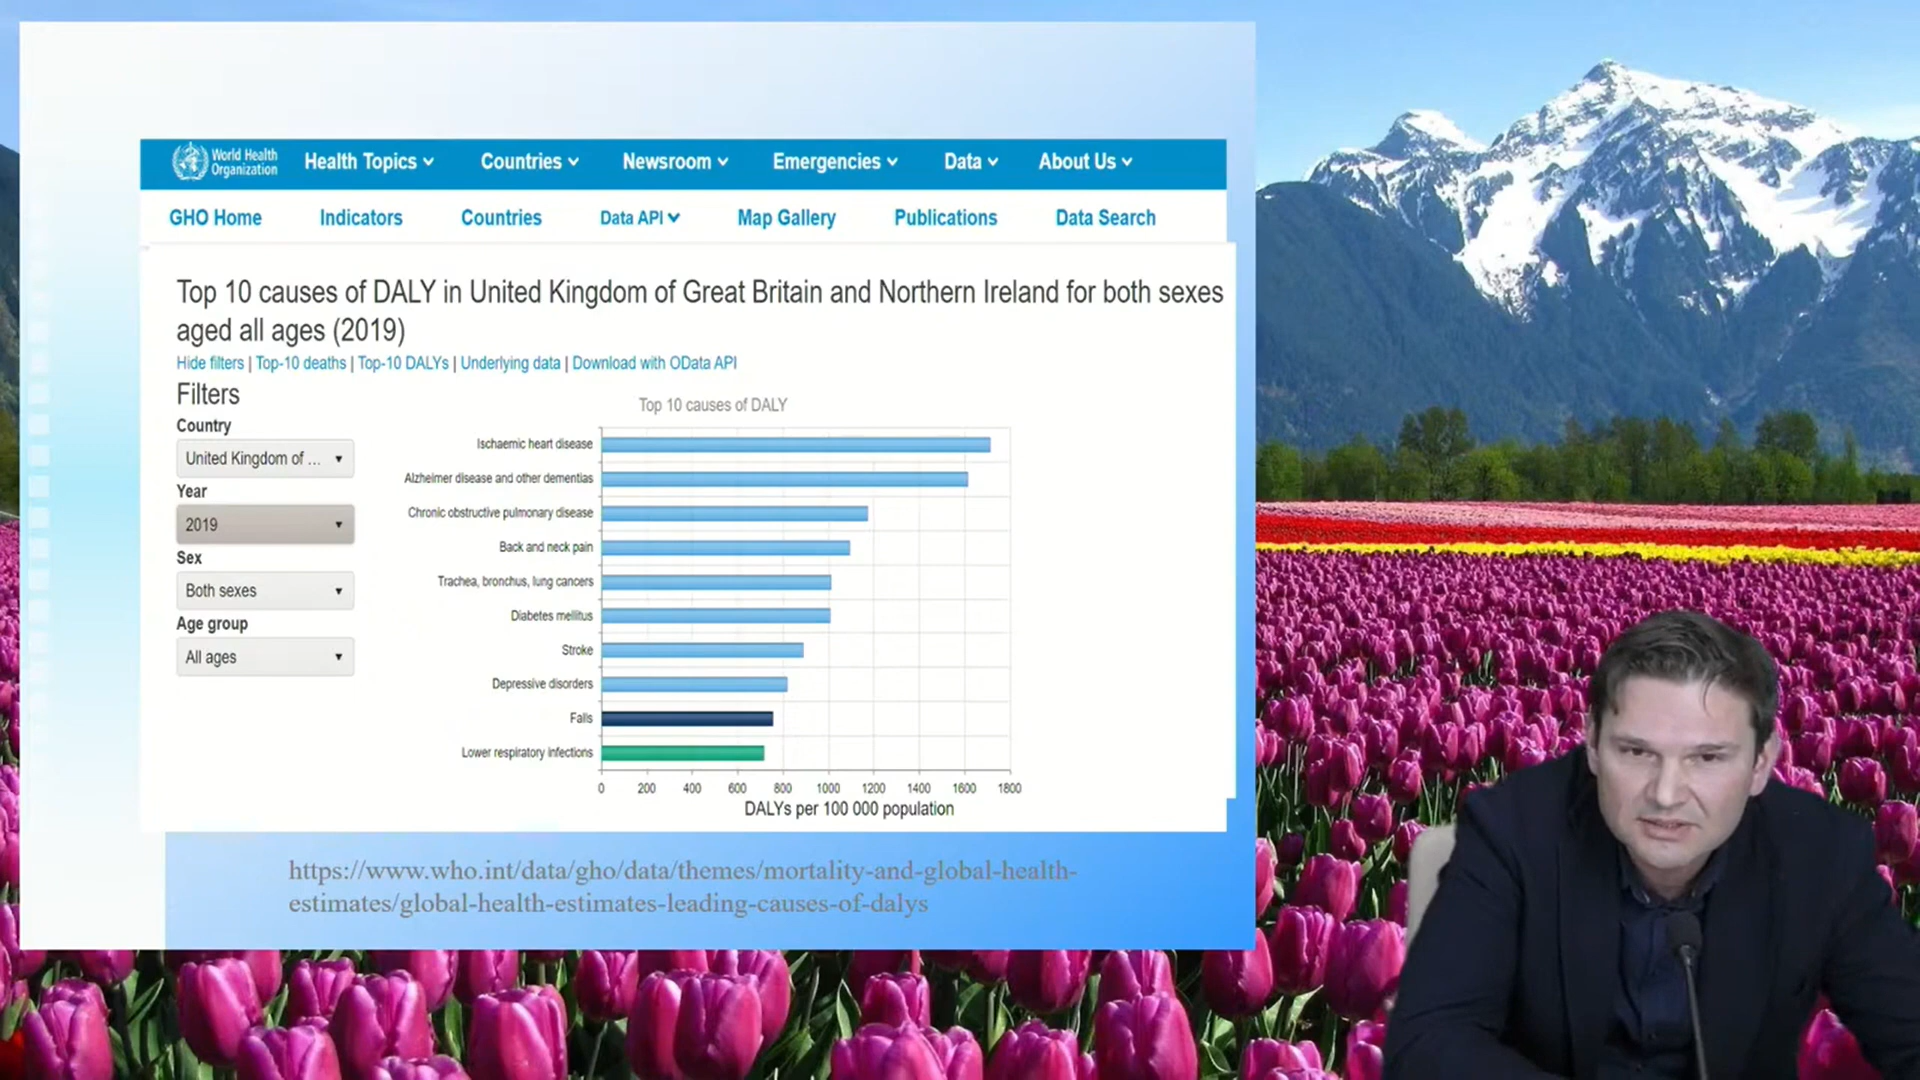 World Health
Organization
Health Topics
Countries
Newsroom
Emergencies
Data
About Us
GHO Home
Indicators
Countries
Data API
Map Gallery
Publications
Data Search
Top 10 causes of DALY in United Kingdom of Great Britain and Northern Ireland for both sexes
aged all ages (2019)
Hide filters | Top-10 deaths | Top-10 DALYs | Underlying data | Download with OData API
Filters
Country
United Kingdom of ...
Year
2019
Sex
Both sexes
Age group
All ages
Top 10 causes of DALY
Ischaemic heart disease
Alzheimer disease and other dementias
Chronic obstructive pulmonary disease
Back and neck pain
Trachea, bronchus, lung cancers
Diabetes mellitus
Stroke
Depressive disorders
Falls
Lower respiratory infections
0 200 400 600 800 1000 1200 1400 1600 1800
DALYs per 100 000 population
https://www.who.int/data/gho/data/themes/mortality-and-global-health-
estimates/global-health-estimates-leading-causes-of-dalys